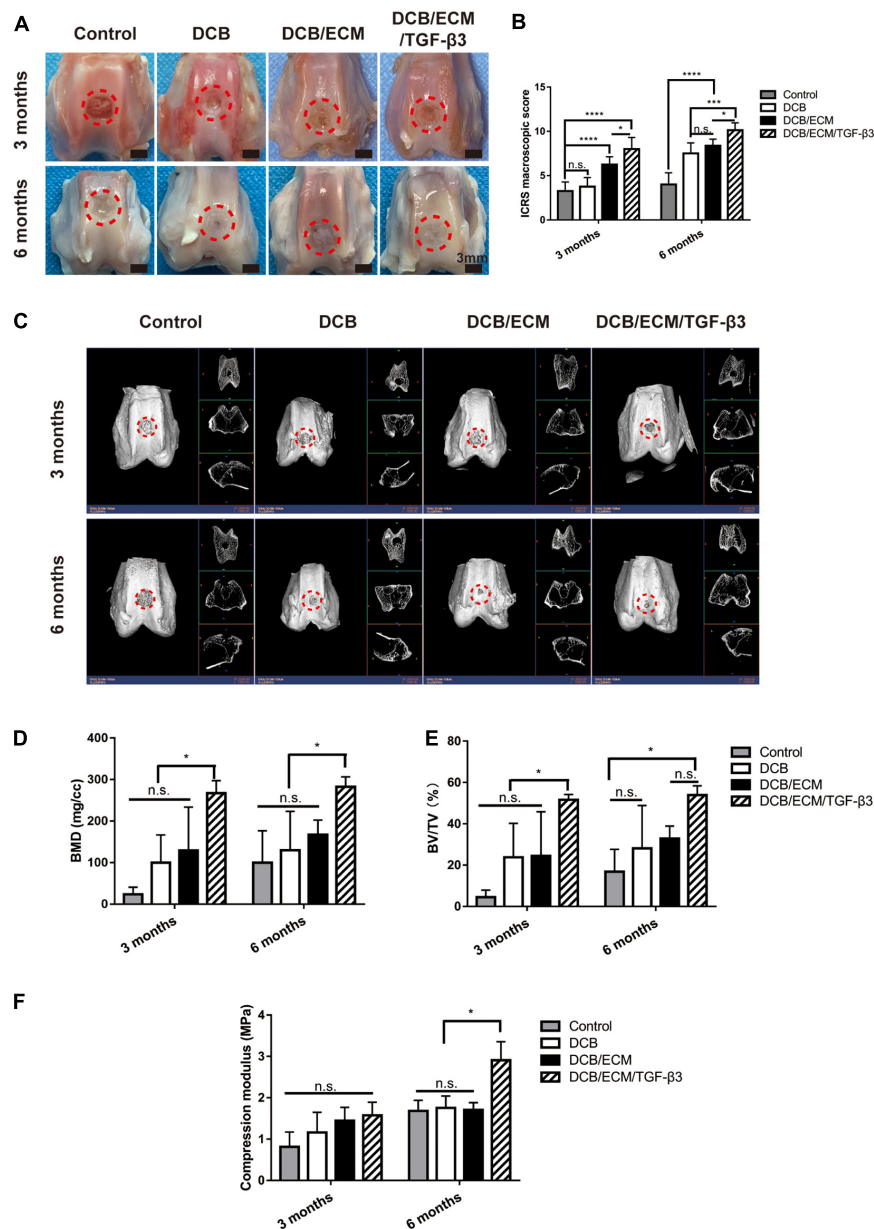 A
Control
DCB
DCB/ECM
DCB/ECM
/TGF-β3
3 months
6 months
3mm
B
ICRS macroscopic score
15
10
5
0
n.s.
****
****
*
****
***
*
n.s.
3 months
6 months
Control
DCB
DCB/ECM
DCB/ECM/TGF-β3
C
Control
DCB
DCB/ECM
DCB/ECM/TGF-β3
3 months
6 months
D
BMD (mg/cc)
400
300
200
100
0
n.s.
*
n.s.
*
3 months
6 months
E
BV/TV (%)
60
40
20
0
n.s.
*
n.s.
*
n.s.
3 months
6 months
Control
DCB
DCB/ECM
DCB/ECM/TGF-β3
F
Compression modulus (MPa)
4
3
2
1
0
n.s.
n.s.
*
3 months
6 months
Control
DCB
DCB/ECM
DCB/ECM/TGF-β3